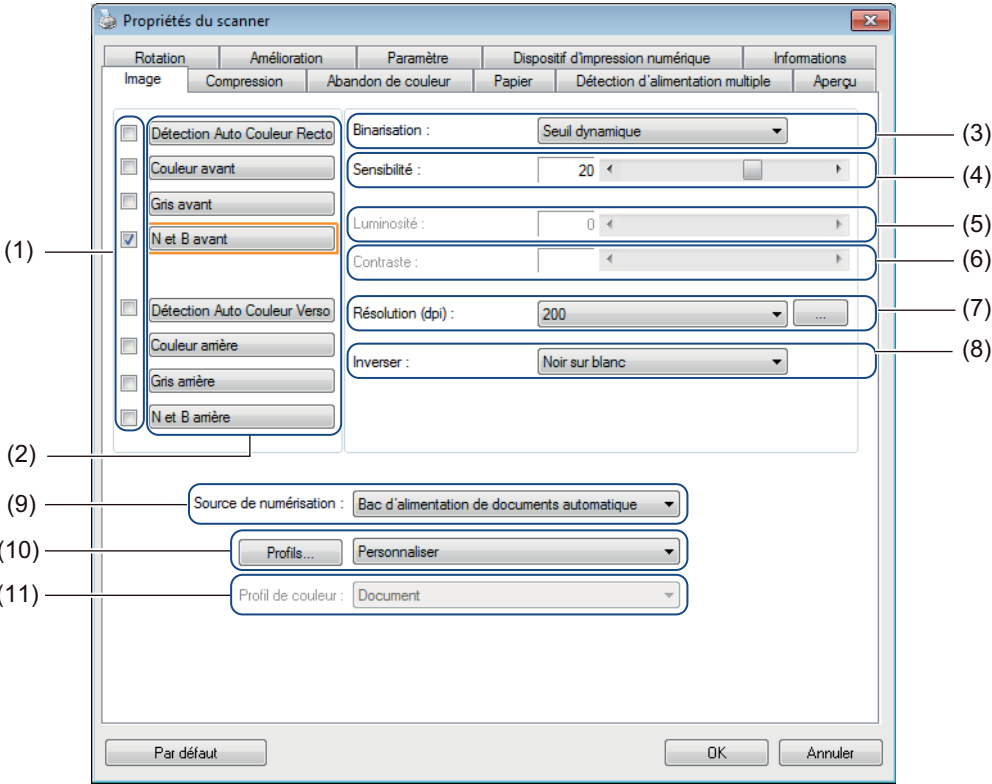 Propriétés du scanner
Rotation Amélioration Paramètre Dispositif d'impression numérique Informations
Image Compression Abandon de couleur Papier Détection d'alimentation multiple Aperçu
Détection Auto Couleur Recto Binarisation : Seuil dynamique (3)
Couleur avant Sensibilité : 20 (4)
Gris avant Luminosité : 0 (5)
(1) N et B avant Contraste : (6)
Détection Auto Couleur Verso Résolution (dpi) : 200 ... (7)
Couleur arrière Inverser : Noir sur blanc (8)
Gris arrière
N et B arrière
(2)
(9) Source de numérisation : Bac d'alimentation de documents automatique
(10) Profils... Personnaliser
(11) Profil de couleur : Document
Par défaut OK Annuler